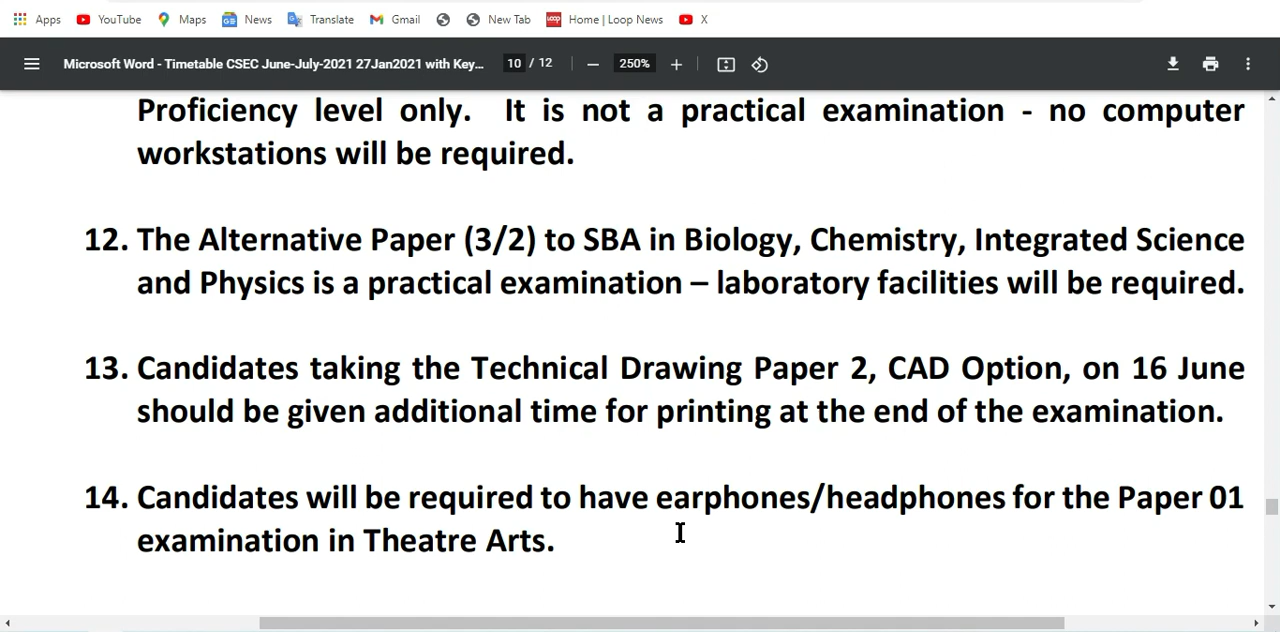 Apps YouTube Maps News Translate Gmail New Tab Home | Loop News X
Microsoft Word - Timetable CSEC June-July-2021 27Jan2021 with Key... 10 / 12 — 250% +
Proficiency level only. It is not a practical examination - no computer
workstations will be required.
12. The Alternative Paper (3/2) to SBA in Biology, Chemistry, Integrated Science
and Physics is a practical examination – laboratory facilities will be required.
13. Candidates taking the Technical Drawing Paper 2, CAD Option, on 16 June
should be given additional time for printing at the end of the examination.
14. Candidates will be required to have earphones/headphones for the Paper 01
examination in Theatre Arts.